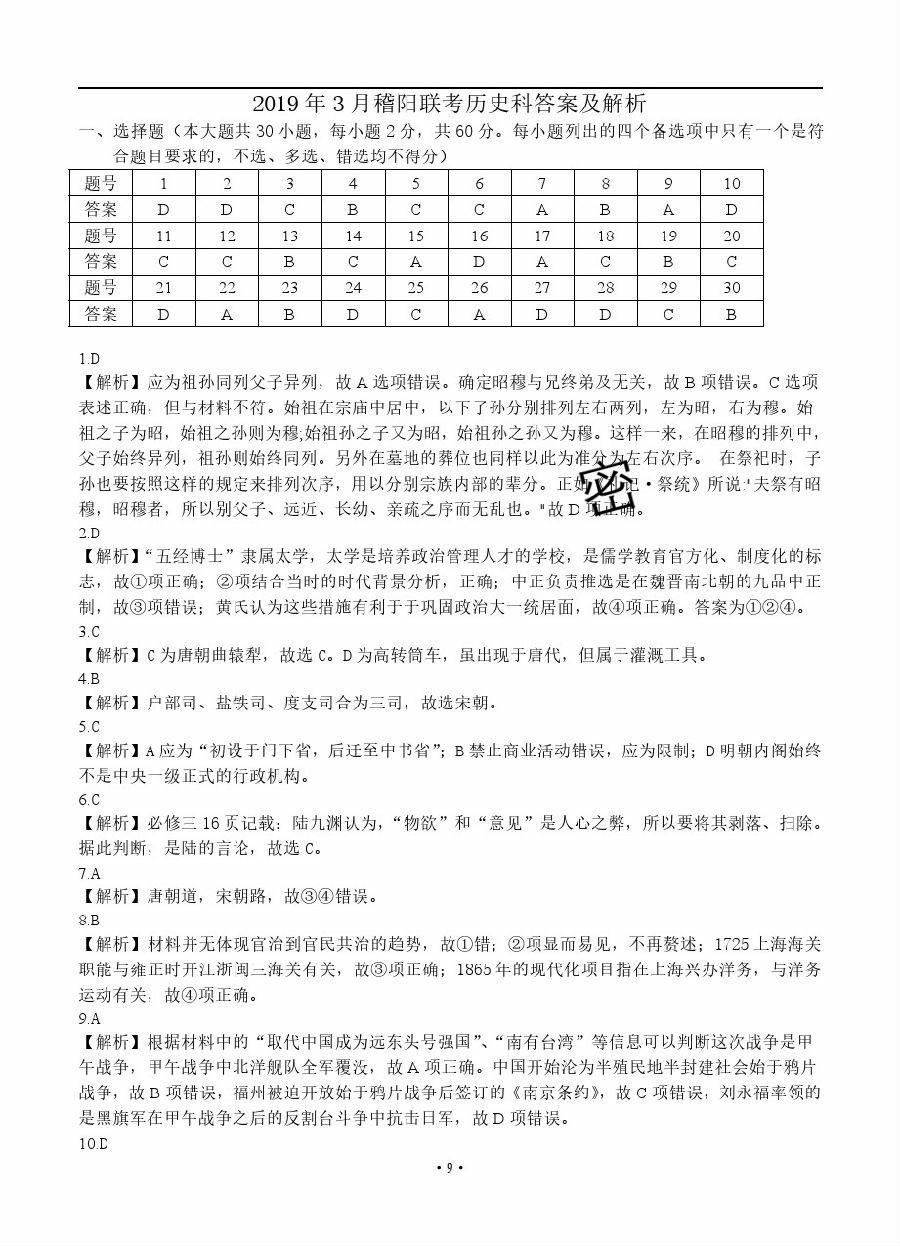 2019 年 3 月稽阳联考历史科答案及解析
一、选择题（本大题共 30 小题，每小题 2 分，共 60 分。每小题列出的四个备选项中只有一个是符
合题目要求的，不选、多选、错选均不得分）
题号 1 2 3 4 5 6 7 8 9 10
答案 D D C B C C A B A D
题号 11 12 13 14 15 16 17 18 19 20
答案 C C B C A D A C B C
题号 21 22 23 24 25 26 27 28 29 30
答案 D A B D C A D D C B
1.D
【解析】应为祖孙同列父子异列，故 A 选项错误。确定昭穆与兄终弟及无关，故 B 项错误。C 选项
表述正确，但与材料不符。始祖在宗庙中居中，以下子孙分别排列左右两列，左为昭，右为穆。始
祖之子为昭，始祖之孙则为穆;始祖孙之子又为昭，始祖孙之孙又为穆。这样一来，在昭穆的排列中，
父子始终异列，祖孙则始终同列。另外在墓地的葬位也同样以此为准分为左右次序。 在祭祀时，子
孙也要按照这样的规定来排列次序，用以分别宗族内部的辈分。正如《礼记·祭统》所说:"夫祭有昭
穆，昭穆者，所以别父子、远近、长幼、亲疏之序而无乱也。"故 D 项正确。
密
2.D
【解析】“五经博士”隶属太学，太学是培养政治管理人才的学校，是儒学教育官方化、制度化的标
志，故①项正确；②项结合当时的时代背景分析，正确；中正负责推选是在魏晋南北朝的九品中正
制，故③项错误；黄氏认为这些措施有利于于巩固政治大一统居面，故④项正确。答案为①②④。
3.C
【解析】C 为唐朝曲辕犁，故选 C。D 为高转筒车，虽出现于唐代，但属于灌溉工具。
4.B
【解析】户部司、盐铁司、度支司合为三司，故选宋朝。
5.C
【解析】A 应为“初设于门下省，后迁至中书省”；B 禁止商业活动错误，应为限制；D 明朝内阁始终
不是中央一级正式的行政机构。
6.C
【解析】必修三 16 页记载：陆九渊认为，“物欲”和“意见”是人心之弊，所以要将其剥落、扫除。
据此判断，是陆的言论，故选 C。
7.A
【解析】唐朝道，宋朝路，故③④错误。
8.B
【解析】材料并无体现官治到官民共治的趋势，故①错；②项显而易见，不再赘述；1725 上海海关
职能与雍正时开江浙闽三海关有关，故③项正确；1865 年的现代化项目指在上海兴办洋务，与洋务
运动有关，故④项正确。
9.A
【解析】根据材料中的“取代中国成为远东头号强国”、“南有台湾”等信息可以判断这次战争是甲
午战争，甲午战争中北洋舰队全军覆没，故 A 项正确。中国开始沦为半殖民地半封建社会始于鸦片
战争，故 B 项错误，福州被迫开放始于鸦片战争后签订的《南京条约》，故 C 项错误，刘永福率领的
是黑旗军在甲午战争之后的反割台斗争中抗击日军，故 D 项错误。
10.D
·9·